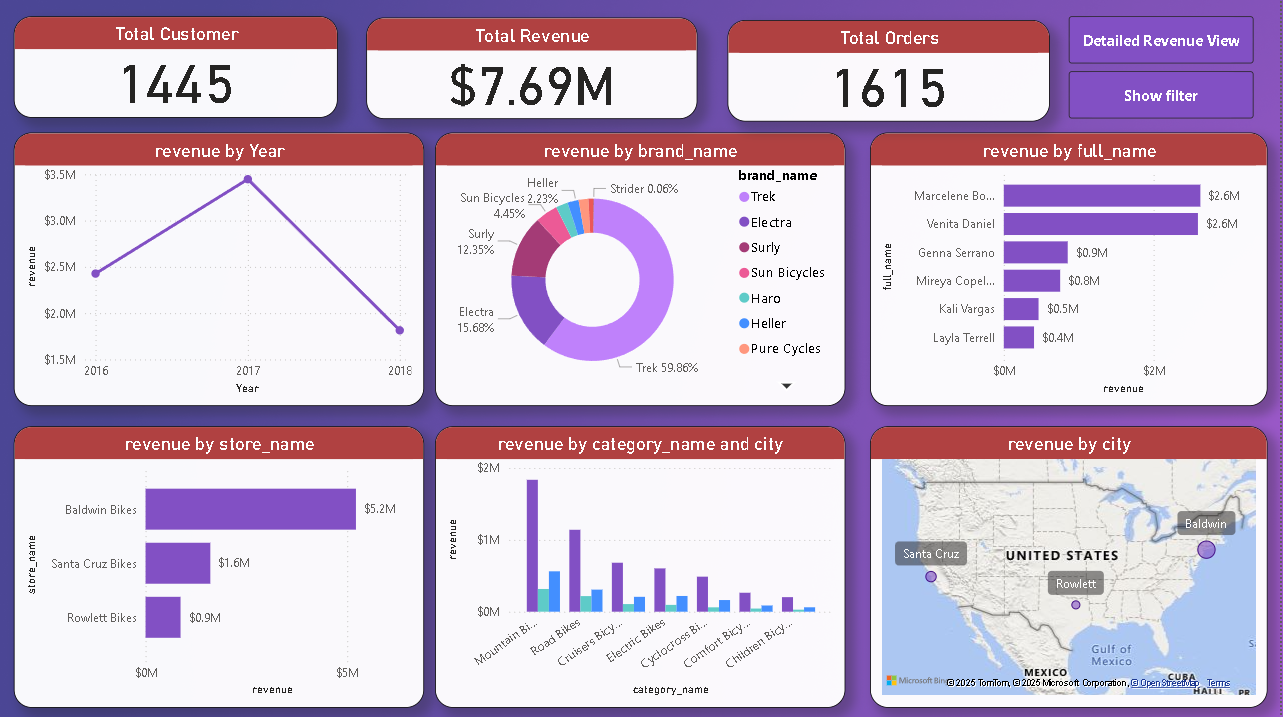 Total Customer
1445
Total Revenue
$7.69M
Total Orders
1615
Detailed Revenue View
Show filter
revenue by Year
$3.5M
$3.0M
$2.5M
$2.0M
$1.5M
revenue
2016 2017 2018
Year
revenue by brand_name
Heller
2.23%
Strider 0.06%
Sun Bicycles
4.45%
Surly
12.35%
Electra
15.68%
Trek 59.86%
brand_name
Trek
Electra
Surly
Sun Bicycles
Haro
Heller
Pure Cycles
revenue by full_name
full_name
Marcelene Bo... $2.6M
Venita Daniel $2.6M
Genna Serrano $0.9M
Mireya Copel... $0.8M
Kali Vargas $0.5M
Layla Terrell $0.4M
$0M $2M
revenue
revenue by store_name
store_name
Baldwin Bikes $5.2M
Santa Cruz Bikes $1.6M
Rowlett Bikes $0.9M
$0M $5M
revenue
revenue by category_name and city
$2M
$1M
$0M
revenue
Mountain Bi...
Road Bikes
Cruisers Bicy...
Electric Bikes
Cyclocross Bi...
Comfort Bicy...
Children Bicy...
category_name
revenue by city
Baldwin
Santa Cruz
UNITED STATES
Rowlett
Gulf of
Mexico
MEXICO
CUBA
HAITI
PR
Microsoft Bing
© 2025 TomTom, © 2025 Microsoft Corporation, © OpenStreetMap Terms